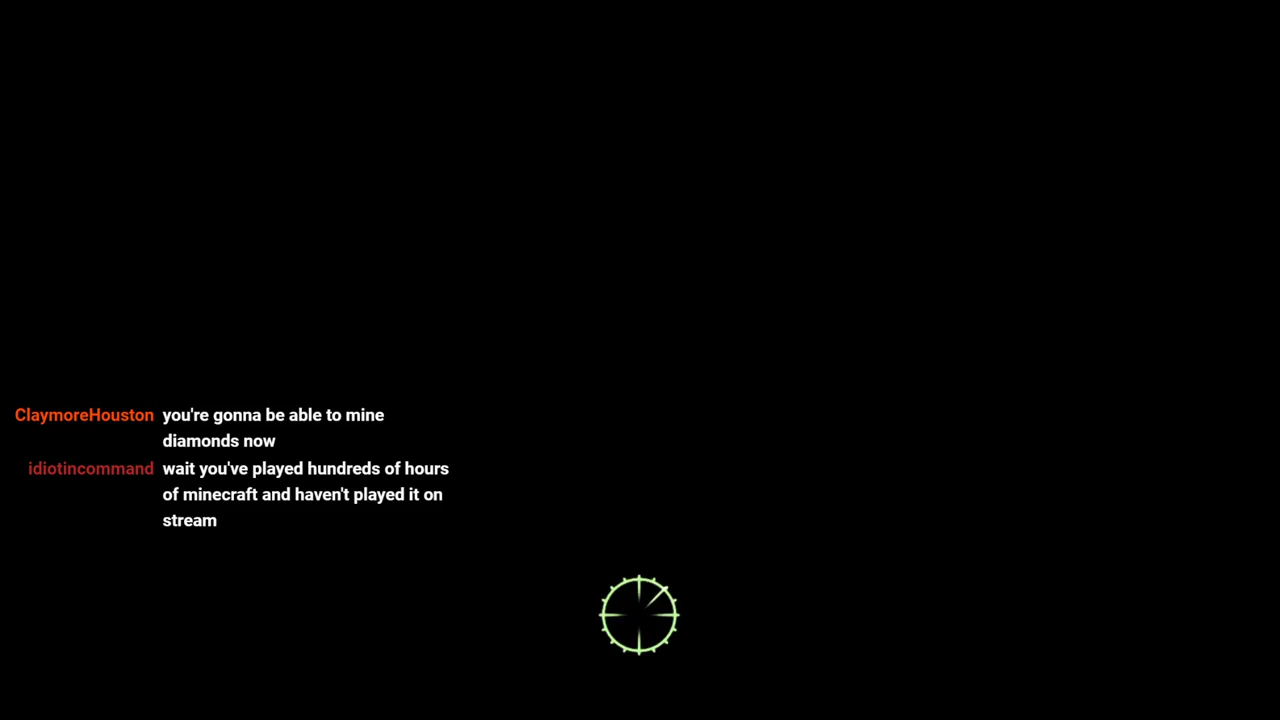 ClaymoreHouston you're gonna be able to mine
diamonds now
idiotincommand wait you've played hundreds of hours
of minecraft and haven't played it on
stream